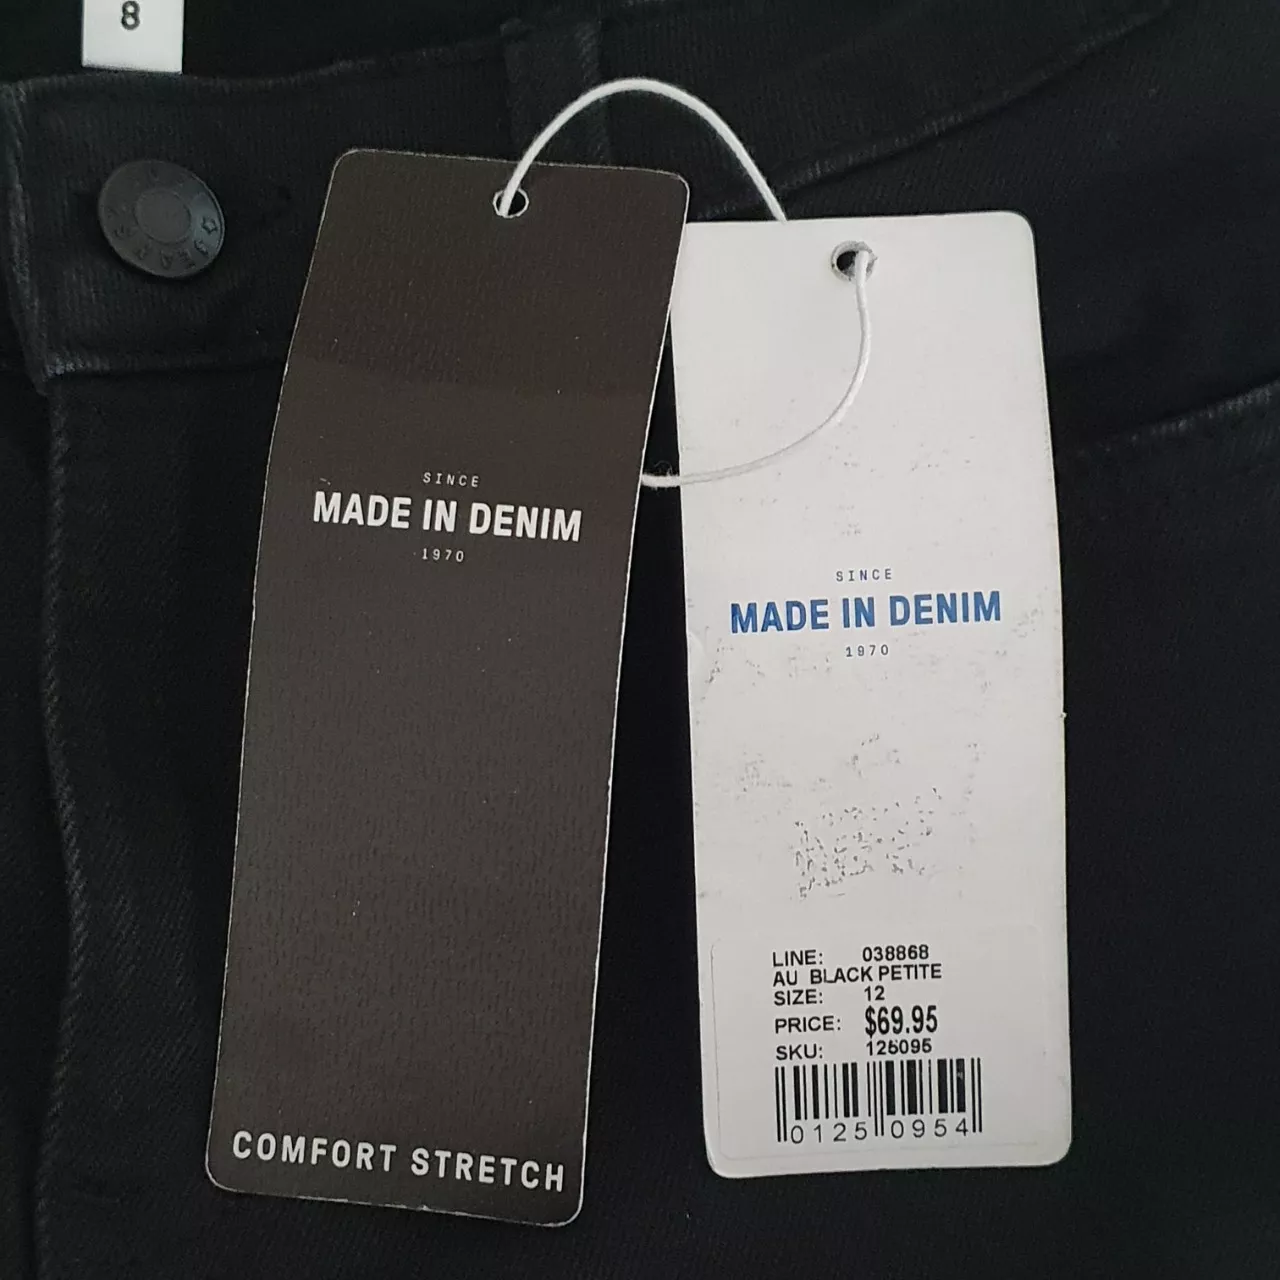 8
SINCE
MADE IN DENIM
1970
COMFORT STRETCH
SINCE
MADE IN DENIM
1970
LINE: 038868
AU BLACK PETITE
SIZE: 12
PRICE: $69.95
SKU: 125095
0125 0954